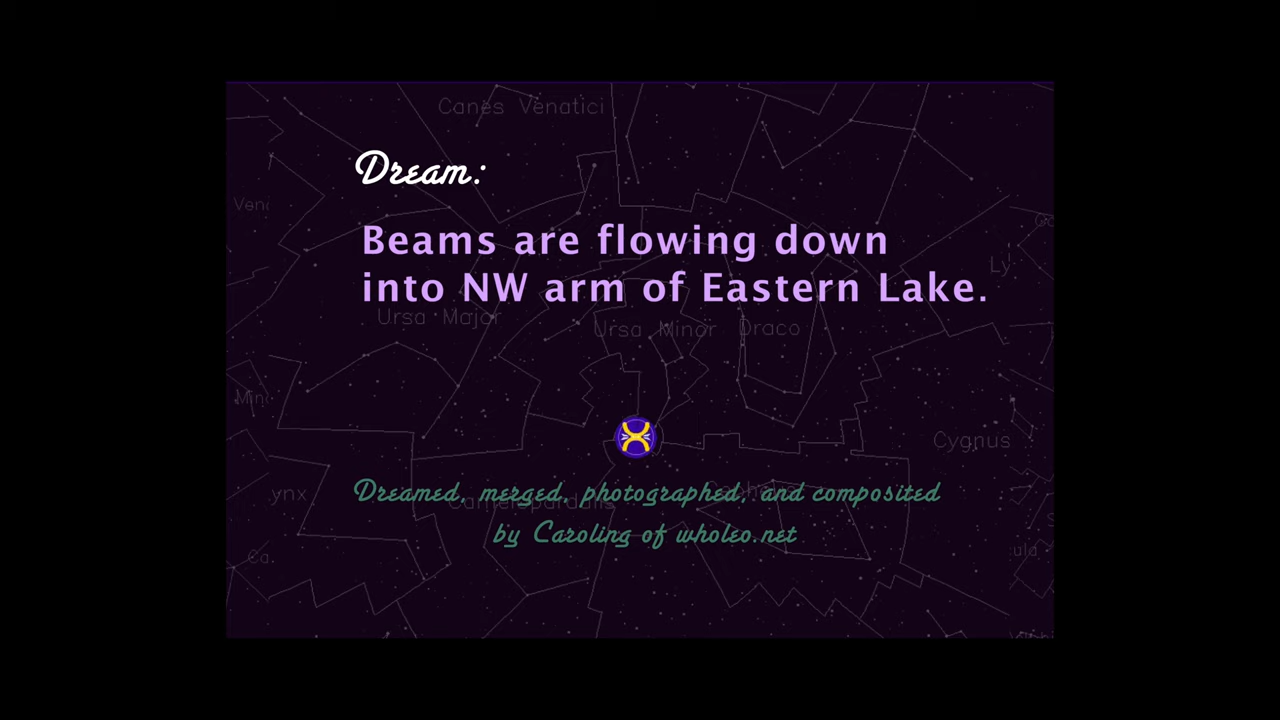 Canes Venatici
Dream:
Beams are flowing down
into NW arm of Eastern Lake.
Ursa Major
Ursa Minor
Draco
Cygnus
Dreamed, merged, photographed, and composited
by Caroling of wholeo.net